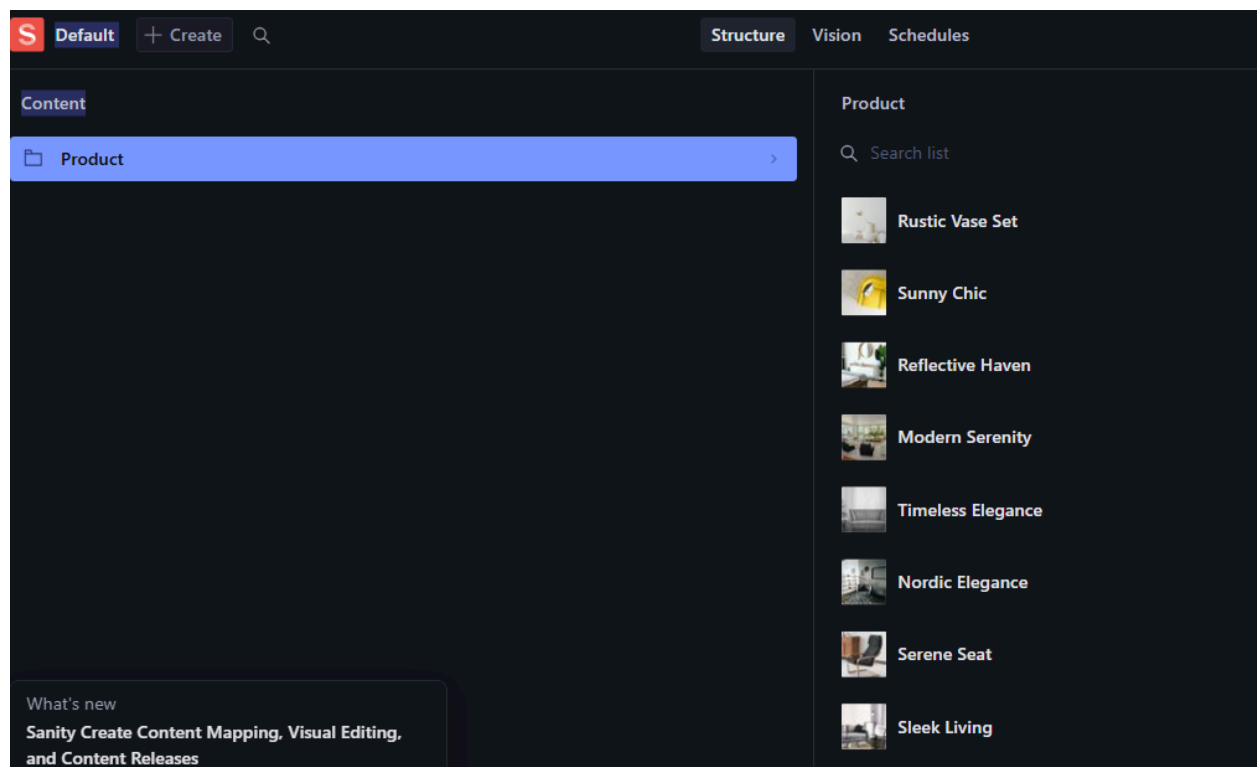 S Default + Create Structure Vision Schedules
Content
Product
Product
Search list
Rustic Vase Set
Sunny Chic
Reflective Haven
Modern Serenity
Timeless Elegance
Nordic Elegance
Serene Seat
Sleek Living
What's new
Sanity Create Content Mapping, Visual Editing,
and Content Releases